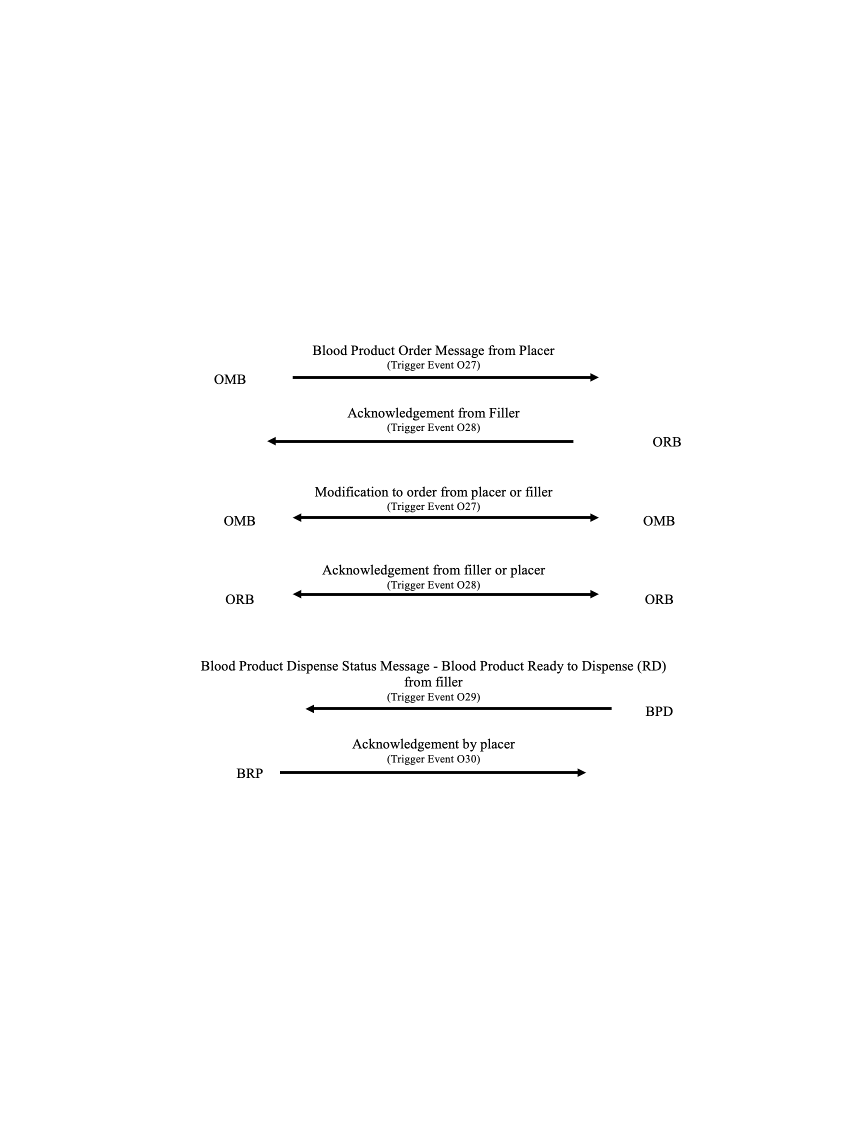 Blood Product Order Message from Placer
(Trigger Event O27)
OMB
Acknowledgement from Filler
(Trigger Event O28)
ORB
Modification to order from placer or filler
(Trigger Event O27)
OMB OMB
Acknowledgement from filler or placer
(Trigger Event O28)
ORB ORB
Blood Product Dispense Status Message - Blood Product Ready to Dispense (RD)
from filler
(Trigger Event O29)
BPD
Acknowledgement by placer
(Trigger Event O30)
BRP